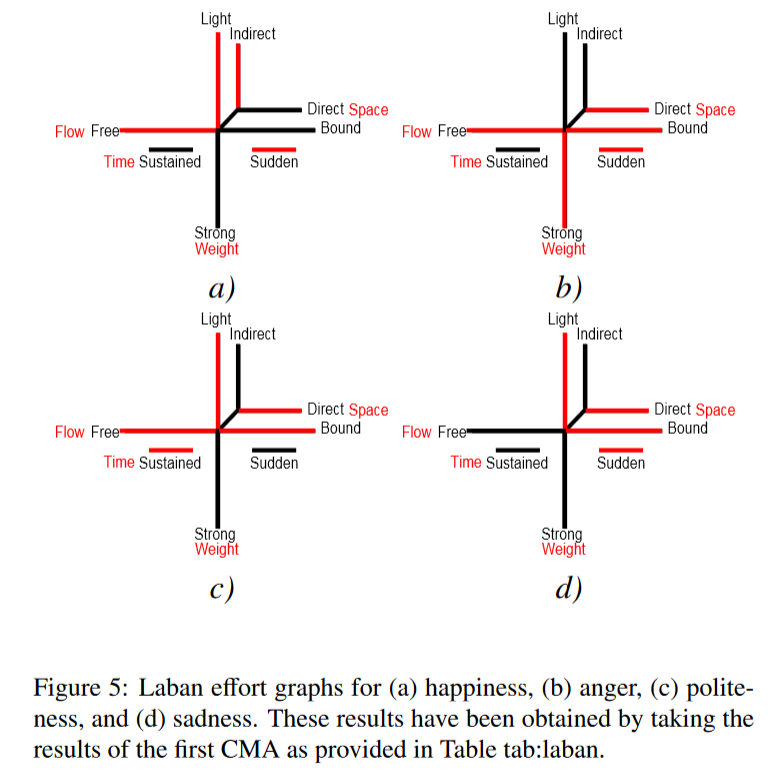 Light
Indirect
Direct Space
Flow Free
Bound
Time Sustained
Sudden
Strong
Weight
a)
Light
Indirect
Direct Space
Flow Free
Bound
Time Sustained
Sudden
Strong
Weight
b)
Light
Indirect
Direct Space
Flow Free
Bound
Time Sustained
Sudden
Strong
Weight
c)
Light
Indirect
Direct Space
Flow Free
Bound
Time Sustained
Sudden
Strong
Weight
d)
Figure 5: Laban effort graphs for (a) happiness, (b) anger, (c) polite-
ness, and (d) sadness. These results have been obtained by taking the
results of the first CMA as provided in Table tab:laban.